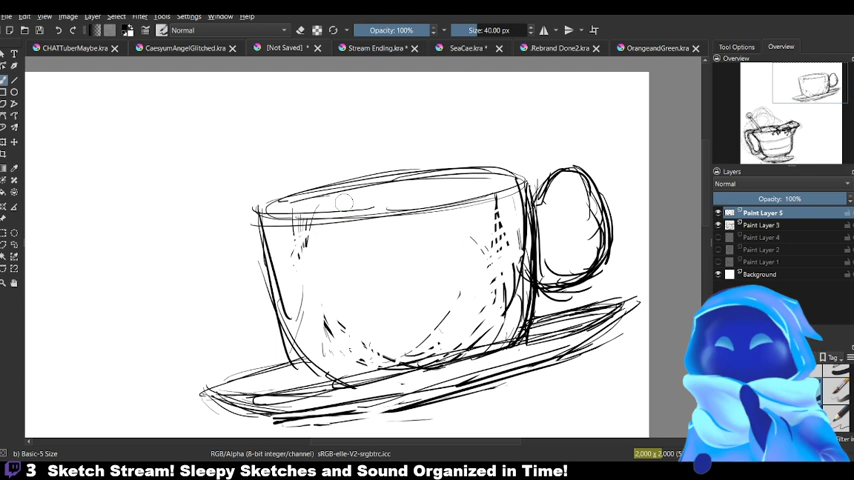 File Edit View Image Layer Select Filter Tools Settings Window Help
Normal
Opacity: 100%
Size: 40.00 px
CHATTuberMaybe.kra
CaesyumAngelGlitched.kra
[Not Saved] *
Stream Ending.kra *
SeaCae.kra *
.Rebrand Done2.kra
OrangeandGreen.kra
Tool Options
Overview
Overview
Layers
Normal
Opacity: 100%
Paint Layer 5
Paint Layer 3
Paint Layer 4
Paint Layer 2
Paint Layer 1
Background
Tag
b) Basic-5 Size
RGB/Alpha (8-bit integer/channel) sRGB-elle-V2-srgbtrc.icc
3 Sketch Stream! Sleepy Sketches and Sound Organized in Time!